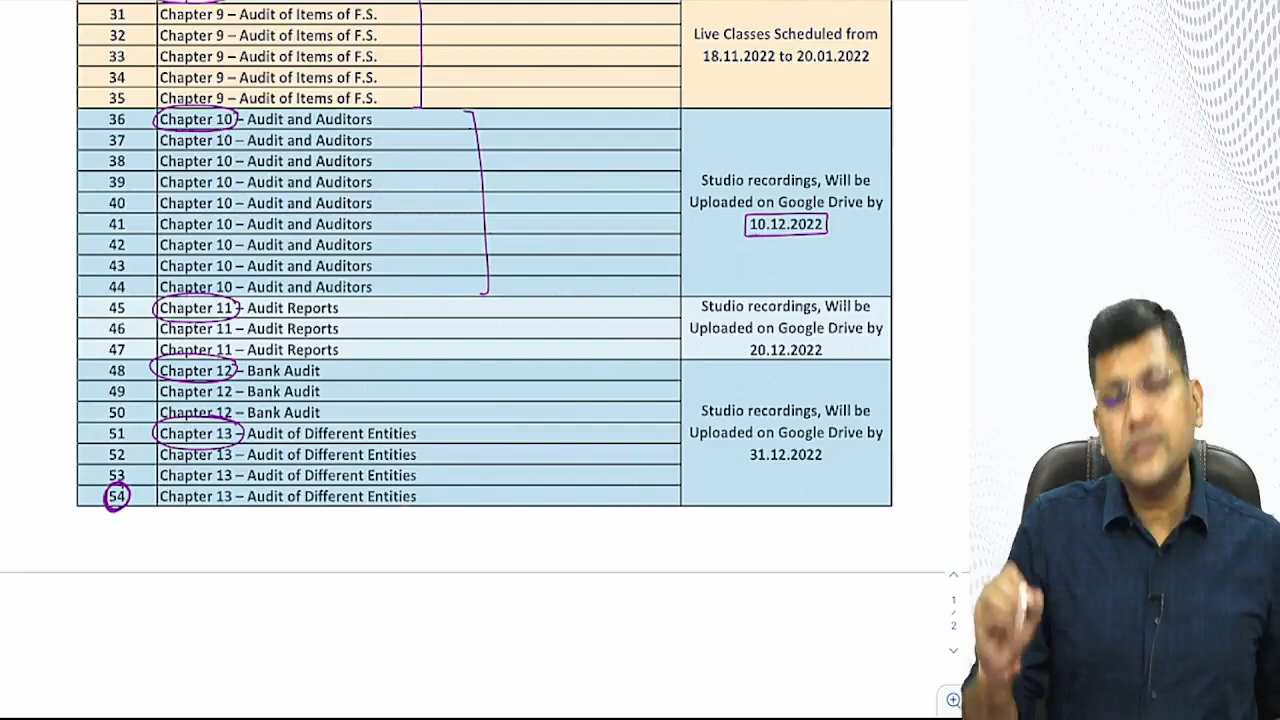 31 Chapter 9 – Audit of Items of F.S.
32 Chapter 9 – Audit of Items of F.S.
33 Chapter 9 – Audit of Items of F.S.
34 Chapter 9 – Audit of Items of F.S.
35 Chapter 9 – Audit of Items of F.S.
Live Classes Scheduled from
18.11.2022 to 20.01.2022
36 Chapter 10 – Audit and Auditors
37 Chapter 10 – Audit and Auditors
38 Chapter 10 – Audit and Auditors
39 Chapter 10 – Audit and Auditors
40 Chapter 10 – Audit and Auditors
41 Chapter 10 – Audit and Auditors
42 Chapter 10 – Audit and Auditors
43 Chapter 10 – Audit and Auditors
44 Chapter 10 – Audit and Auditors
Studio recordings, Will be
Uploaded on Google Drive by
10.12.2022
45 Chapter 11 – Audit Reports
46 Chapter 11 – Audit Reports
47 Chapter 11 – Audit Reports
Studio recordings, Will be
Uploaded on Google Drive by
20.12.2022
48 Chapter 12 – Bank Audit
49 Chapter 12 – Bank Audit
50 Chapter 12 – Bank Audit
51 Chapter 13 – Audit of Different Entities
52 Chapter 13 – Audit of Different Entities
53 Chapter 13 – Audit of Different Entities
54 Chapter 13 – Audit of Different Entities
Studio recordings, Will be
Uploaded on Google Drive by
31.12.2022
1
/
2